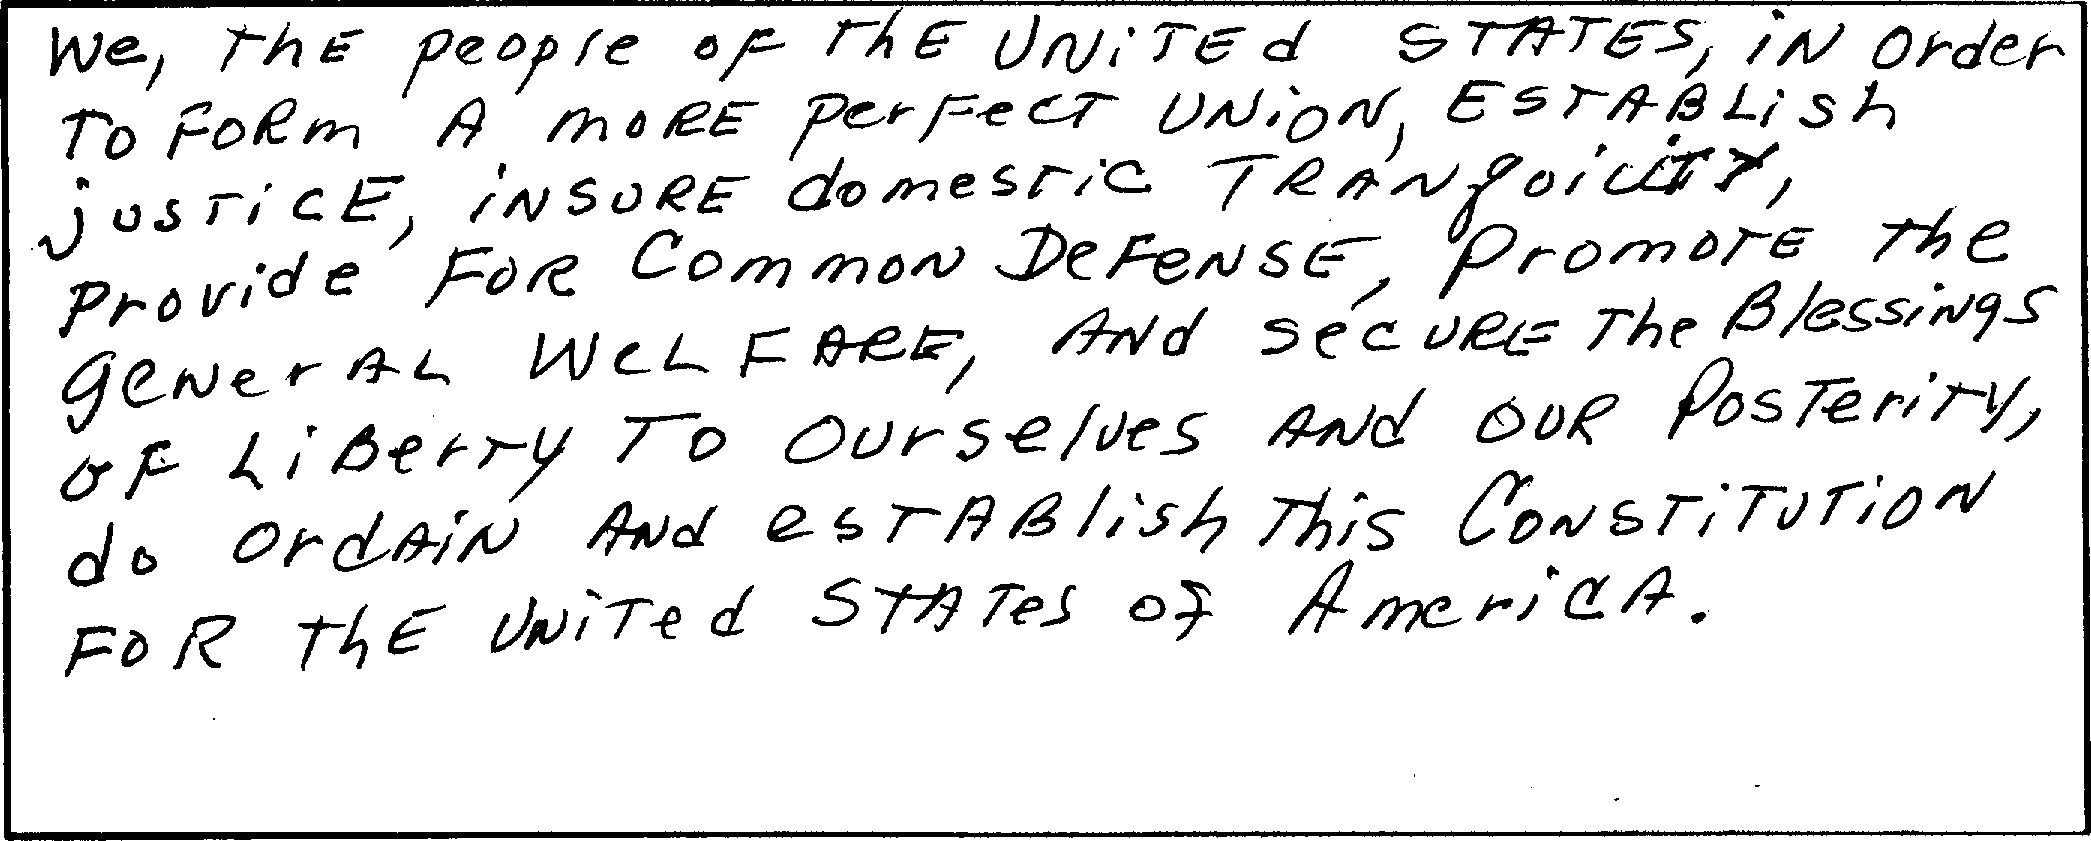 We, the people of the United States, in order
to form a more perfect union, establish
justice, insure domestic tranquility,
provide for common defense, promote the
general welfare, and secure the Blessings
of Liberty to ourselves and our Posterity,
do ordain and establish this Constitution
for the United States of America.